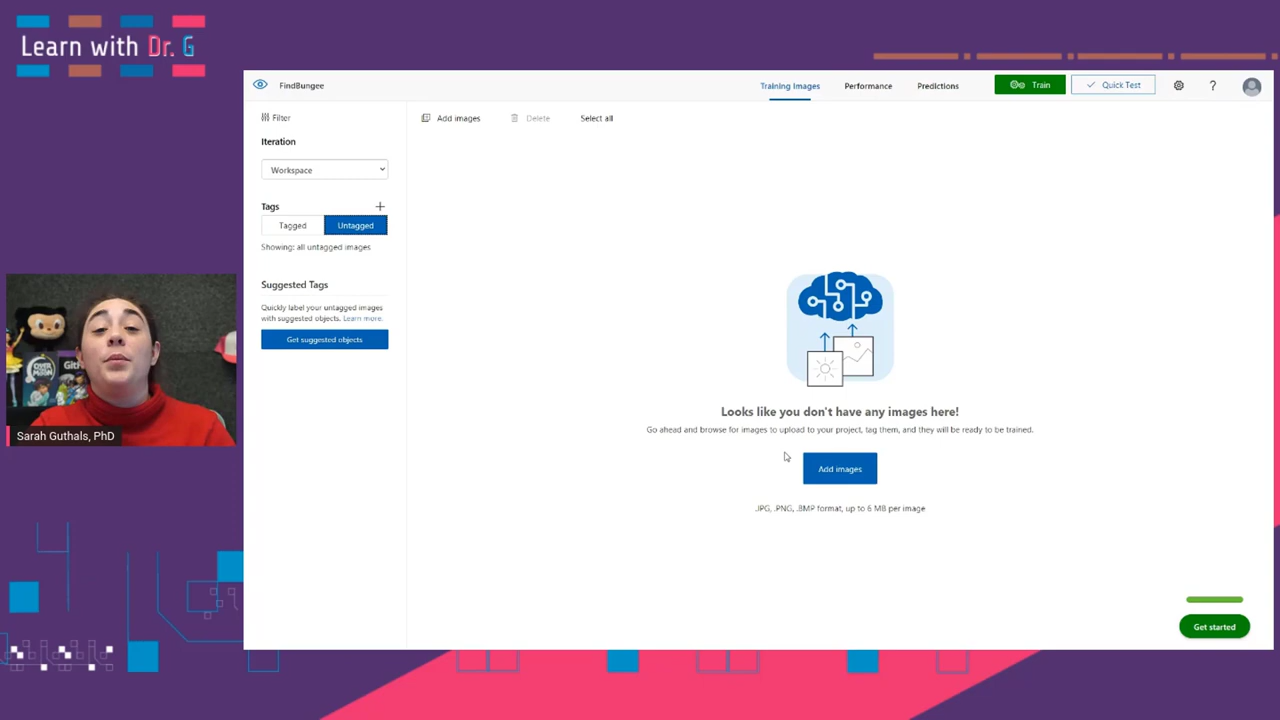 Learn with Dr. G
FindBungee
Training Images
Performance
Predictions
Train
Quick Test
?
Filter
Add images
Delete
Select all
Iteration
Workspace
Tags
Tagged
Untagged
Showing: all untagged images
Suggested Tags
Quickly label your untagged images
with suggested objects. Learn more.
Get suggested objects
Looks like you don't have any images here!
Go ahead and browse for images to upload to your project, tag them, and they will be ready to be trained.
Add images
.JPG, .PNG, .BMP format, up to 6 MB per image
OVER
MOON
Sarah Guthals, PhD
Get started